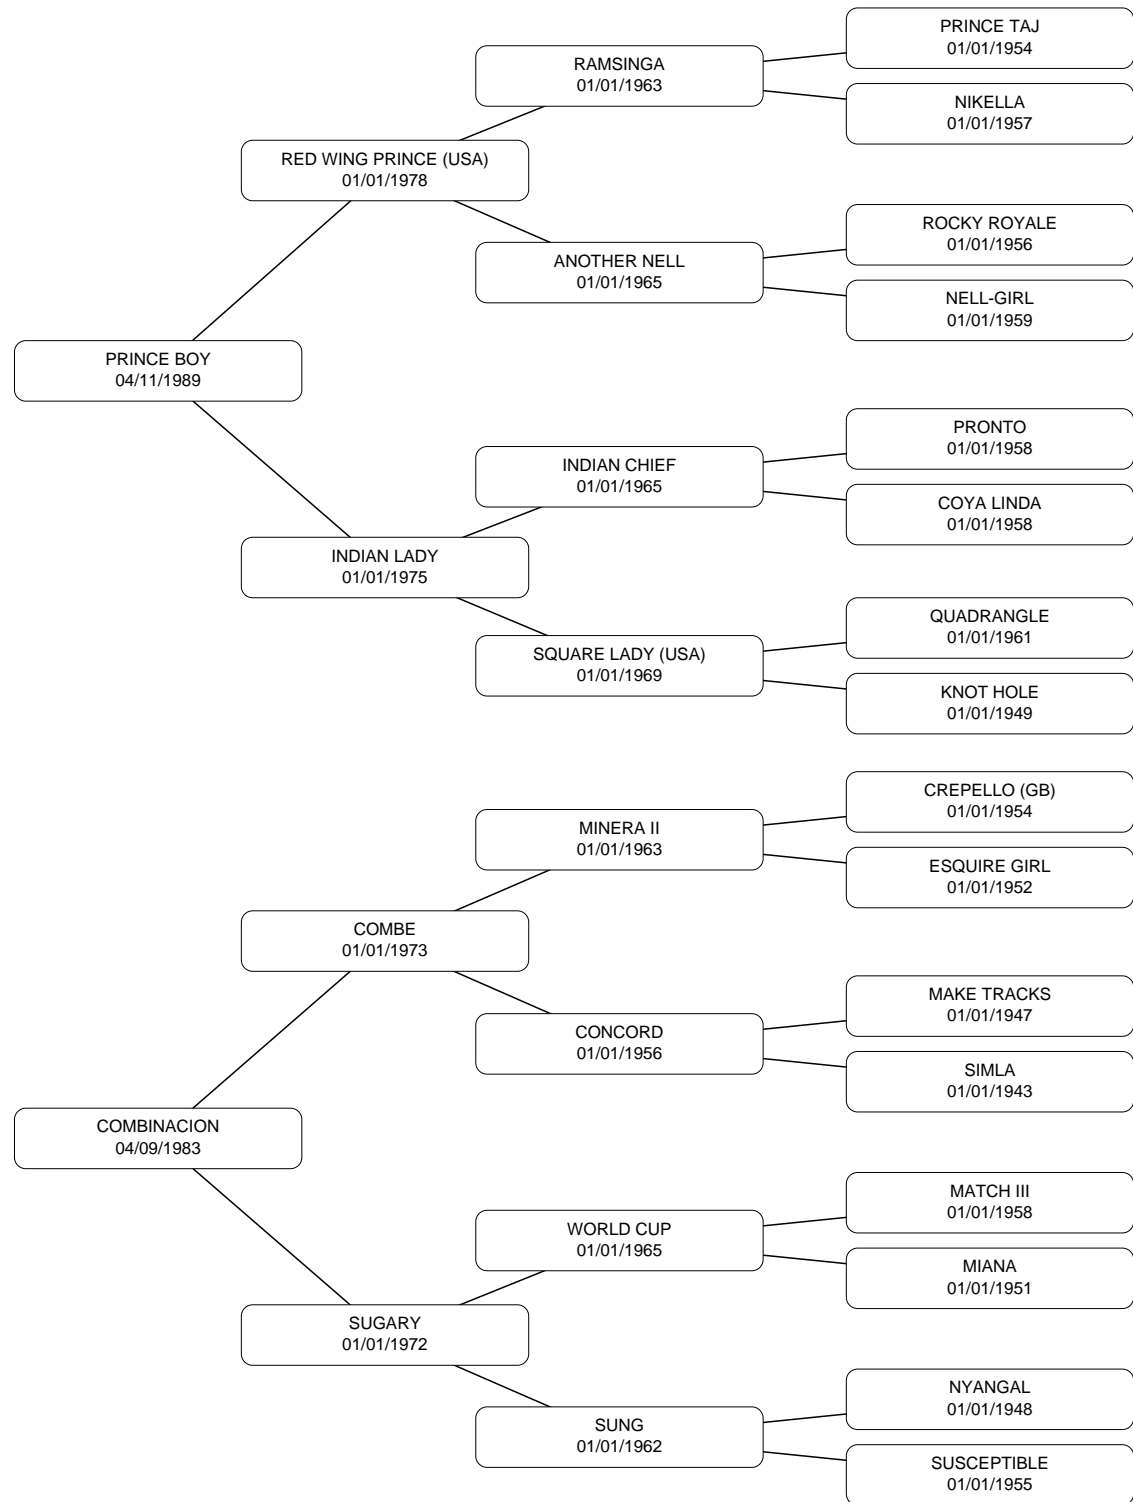 PRINCE TAJ
01/01/1954
RAMSINGA
01/01/1963
NIKELLA
01/01/1957
RED WING PRINCE (USA)
01/01/1978
ROCKY ROYALE
01/01/1956
ANOTHER NELL
01/01/1965
NELL-GIRL
01/01/1959
PRINCE BOY
04/11/1989
PRONTO
01/01/1958
INDIAN CHIEF
01/01/1965
COYA LINDA
01/01/1958
INDIAN LADY
01/01/1975
QUADRANGLE
01/01/1961
SQUARE LADY (USA)
01/01/1969
KNOT HOLE
01/01/1949
CREPELLO (GB)
01/01/1954
MINERA II
01/01/1963
ESQUIRE GIRL
01/01/1952
COMBE
01/01/1973
MAKE TRACKS
01/01/1947
CONCORD
01/01/1956
SIMLA
01/01/1943
COMBINACION
04/09/1983
MATCH III
01/01/1958
WORLD CUP
01/01/1965
MIANA
01/01/1951
SUGARY
01/01/1972
NYANGAL
01/01/1948
SUNG
01/01/1962
SUSCEPTIBLE
01/01/1955